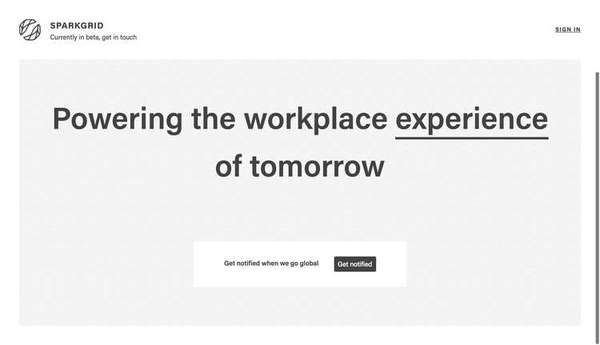 SPARKGRID
Currently in beta, get in touch
SIGN IN
Powering the workplace experience
of tomorrow
Get notified when we go global
Get notified